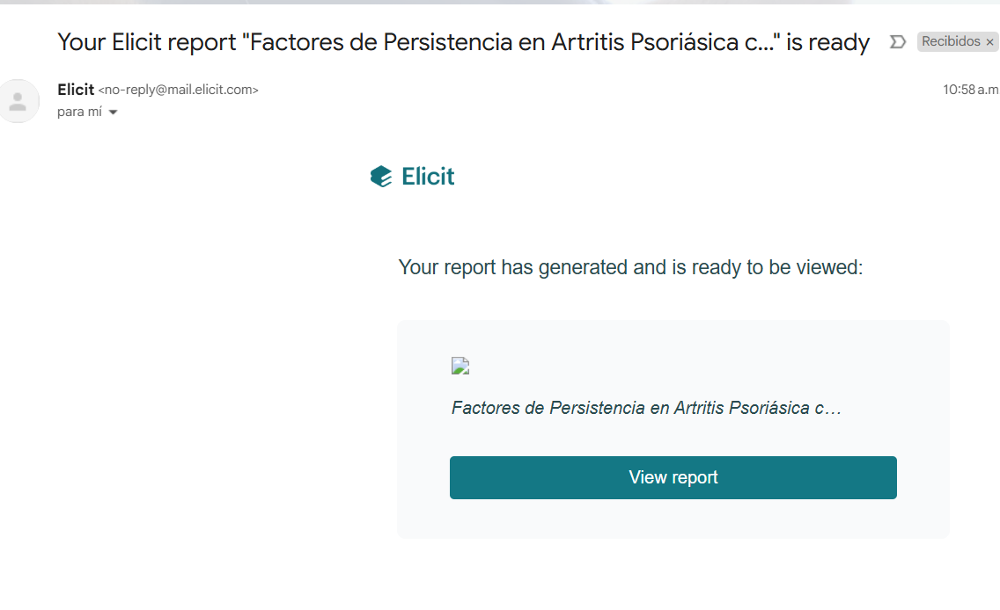 Your Elicit report "Factores de Persistencia en Artritis Psoriásica c..." is ready
Recibidos ×
Elicit <no-reply@mail.elicit.com>
10:58 a.m
para mí
Elicit
Your report has generated and is ready to be viewed:
Factores de Persistencia en Artritis Psoriásica c…
View report